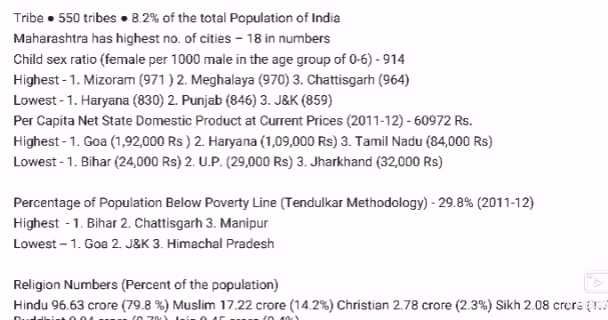 Tribe ● 550 tribes ● 8.2% of the total Population of India
Maharashtra has highest no. of cities – 18 in numbers
Child sex ratio (female per 1000 male in the age group of 0-6) - 914
Highest - 1. Mizoram (971 ) 2. Meghalaya (970) 3. Chattisgarh (964)
Lowest - 1. Haryana (830) 2. Punjab (846) 3. J&K (859)
Per Capita Net State Domestic Product at Current Prices (2011-12) - 60972 Rs.
Highest - 1. Goa (1,92,000 Rs ) 2. Haryana (1,09,000 Rs) 3. Tamil Nadu (84,000 Rs)
Lowest - 1. Bihar (24,000 Rs) 2. U.P. (29,000 Rs) 3. Jharkhand (32,000 Rs)
Percentage of Population Below Poverty Line (Tendulkar Methodology) - 29.8% (2011-12)
Highest - 1. Bihar 2. Chattisgarh 3. Manipur
Lowest – 1. Goa 2. J&K 3. Himachal Pradesh
Religion Numbers (Percent of the population)
Hindu 96.63 crore (79.8 %) Muslim 17.22 crore (14.2%) Christian 2.78 crore (2.3%) Sikh 2.08 crore